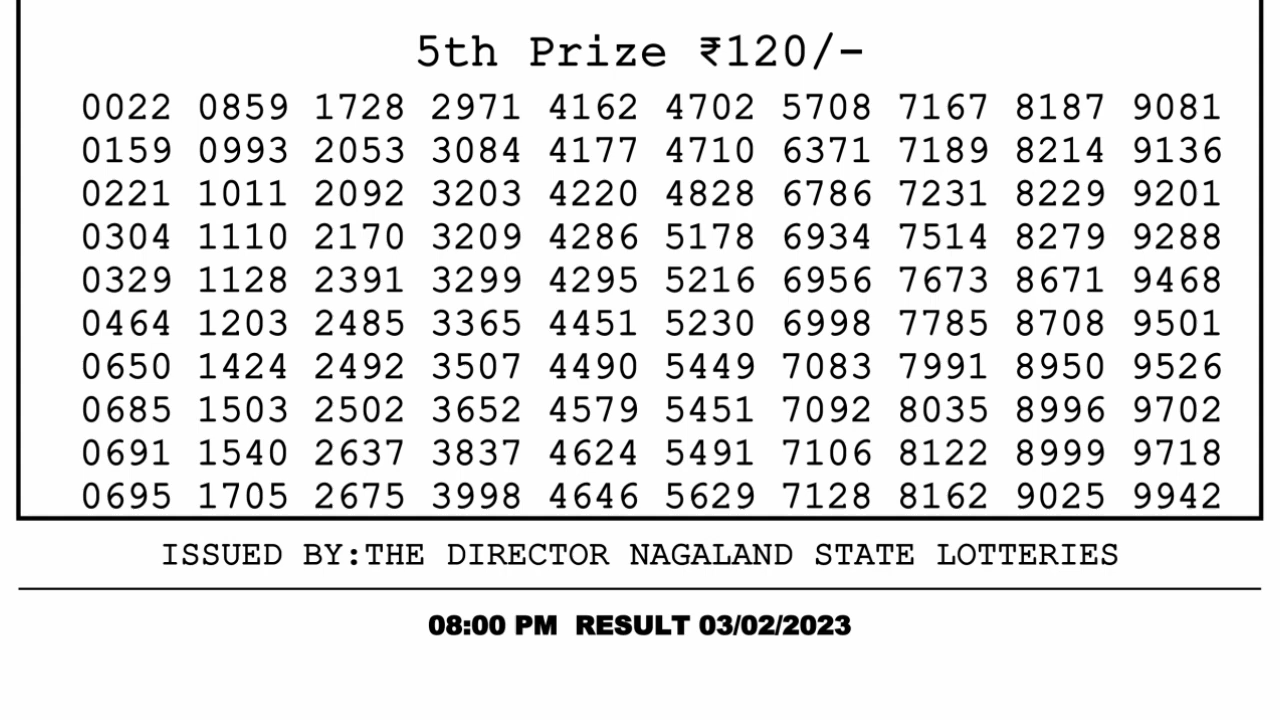 5th Prize ₹120/-
0022 0859 1728 2971 4162 4702 5708 7167 8187 9081
0159 0993 2053 3084 4177 4710 6371 7189 8214 9136
0221 1011 2092 3203 4220 4828 6786 7231 8229 9201
0304 1110 2170 3209 4286 5178 6934 7514 8279 9288
0329 1128 2391 3299 4295 5216 6956 7673 8671 9468
0464 1203 2485 3365 4451 5230 6998 7785 8708 9501
0650 1424 2492 3507 4490 5449 7083 7991 8950 9526
0685 1503 2502 3652 4579 5451 7092 8035 8996 9702
0691 1540 2637 3837 4624 5491 7106 8122 8999 9718
0695 1705 2675 3998 4646 5629 7128 8162 9025 9942
ISSUED BY:THE DIRECTOR NAGALAND STATE LOTTERIES
08:00 PM RESULT 03/02/2023